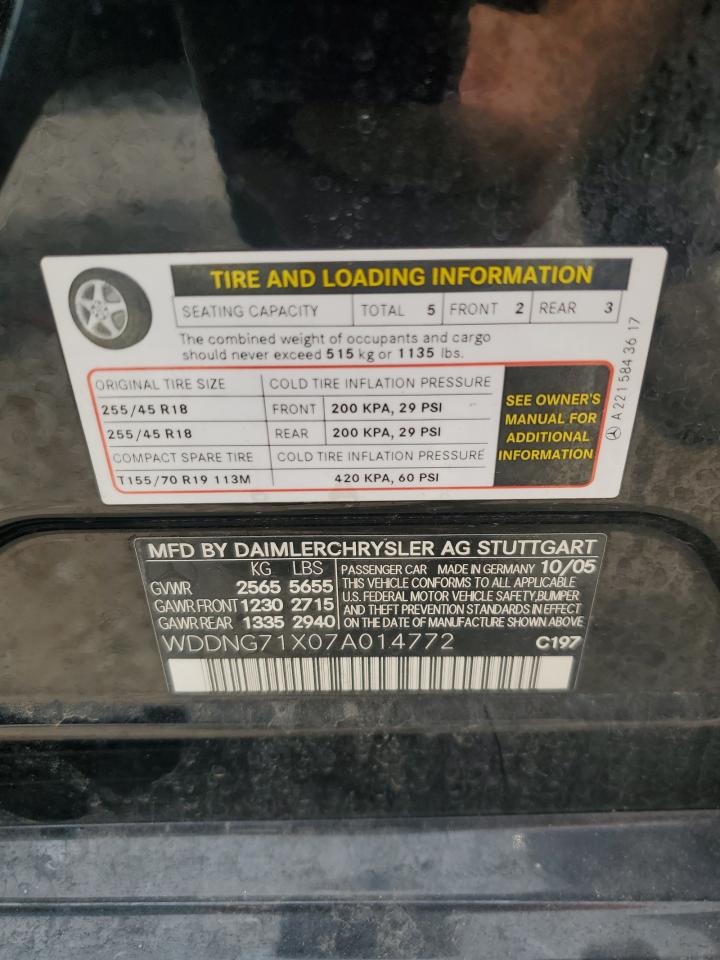 TIRE AND LOADING INFORMATION
SEATING CAPACITY TOTAL 5 FRONT 2 REAR 3
The combined weight of occupants and cargo
should never exceed 515 kg or 1135 lbs.
ORIGINAL TIRE SIZE COLD TIRE INFLATION PRESSURE
255/45 R18 FRONT 200 KPA, 29 PSI
255/45 R18 REAR 200 KPA, 29 PSI
COMPACT SPARE TIRE COLD TIRE INFLATION PRESSURE
T155/70 R19 113M 420 KPA, 60 PSI
SEE OWNER'S
MANUAL FOR
ADDITIONAL
INFORMATION
A 221 584 36 17
MFD BY DAIMLERCHRYSLER AG STUTTGART
KG LBS
GVWR 2565 5655
GAWR FRONT 1230 2715
GAWR REAR 1335 2940
PASSENGER CAR MADE IN GERMANY 10/05
THIS VEHICLE CONFORMS TO ALL APPLICABLE
U.S. FEDERAL MOTOR VEHICLE SAFETY,BUMPER
AND THEFT PREVENTION STANDARDS IN EFFECT
ON THE DATE OF MANUFACTURE SHOWN ABOVE
WDDNG71X07A014772 C197